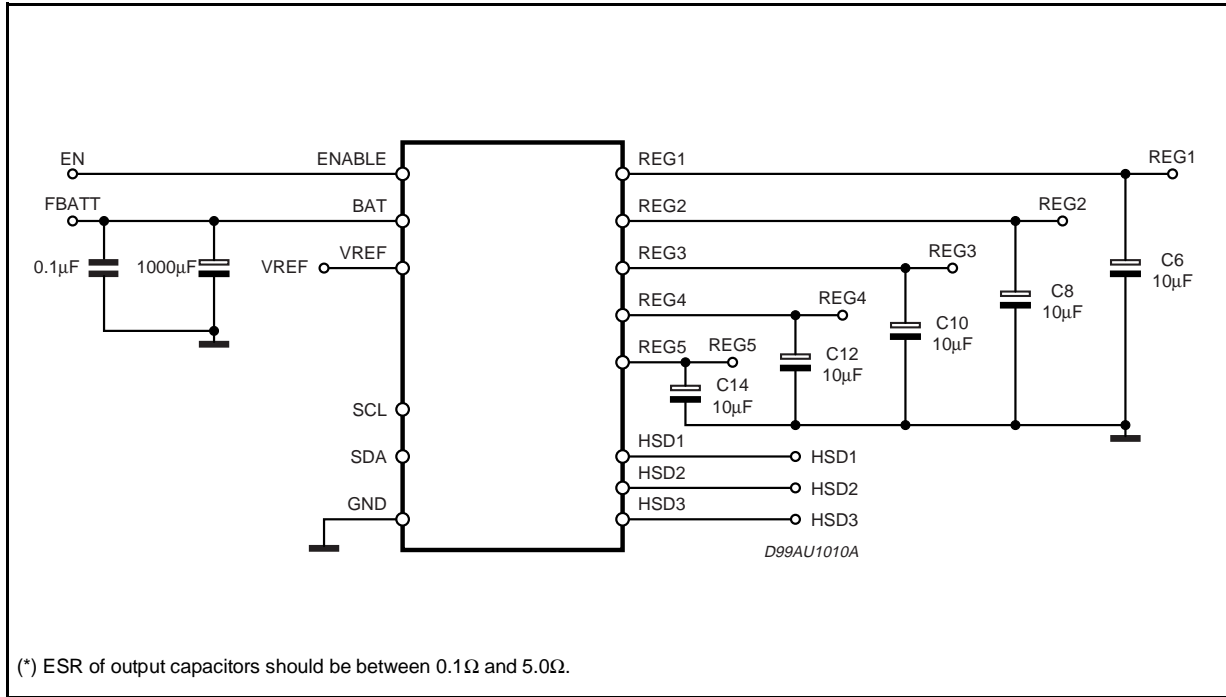 EN
ENABLE
REG1
REG1
FBATT
BAT
REG2
REG2
0.1µF
1000µF
VREF
VREF
REG3
REG3
C6
10µF
REG4
REG4
C8
10µF
C10
10µF
REG5
REG5
C12
10µF
C14
10µF
SCL
SDA
GND
HSD1
HSD1
HSD2
HSD2
HSD3
HSD3
D99AU1010A
(*) ESR of output capacitors should be between 0.1Ω and 5.0Ω.